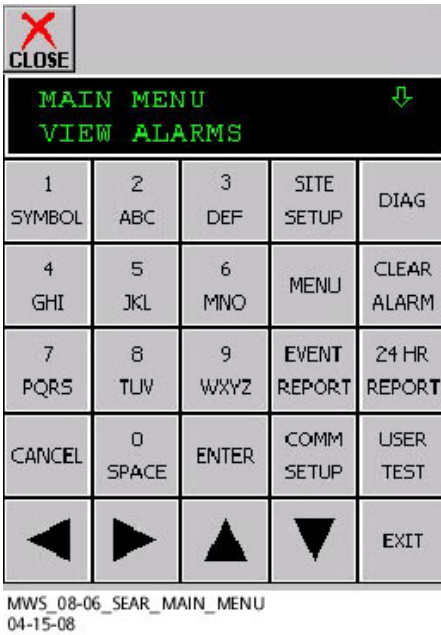 CLOSE
MAIN MENU
VIEW ALARMS
1 2 3 SITE DIAG
SYMBOL ABC DEF SETUP
4 5 6 MENU CLEAR
GHI JKL MNO ALARM
7 8 9 EVENT 24 HR
PQRS TUV WXYZ REPORT REPORT
CANCEL 0 ENTER COMM USER
SPACE SETUP TEST
EXIT
MWS_08-06_SEAR_MAIN_MENU
04-15-08